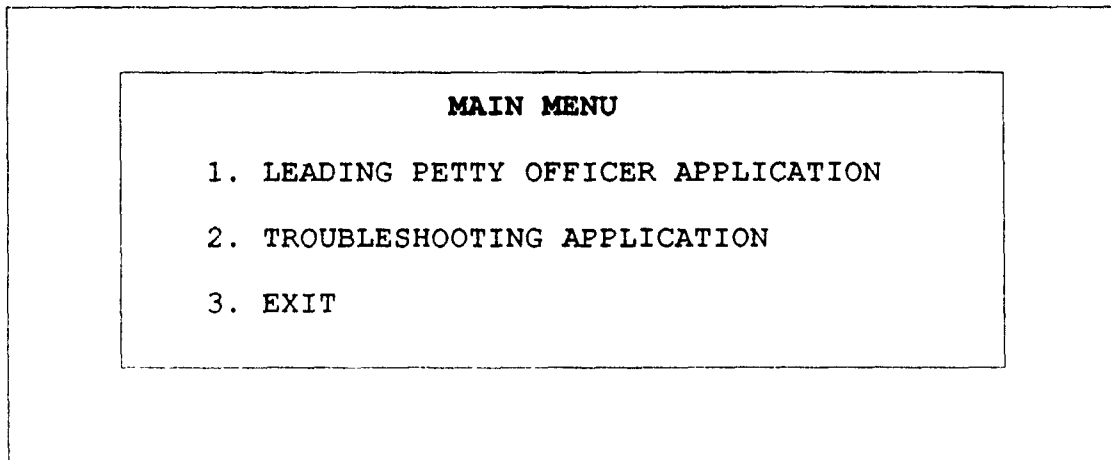 MAIN MENU
1. LEADING PETTY OFFICER APPLICATION
2. TROUBLESHOOTING APPLICATION
3. EXIT